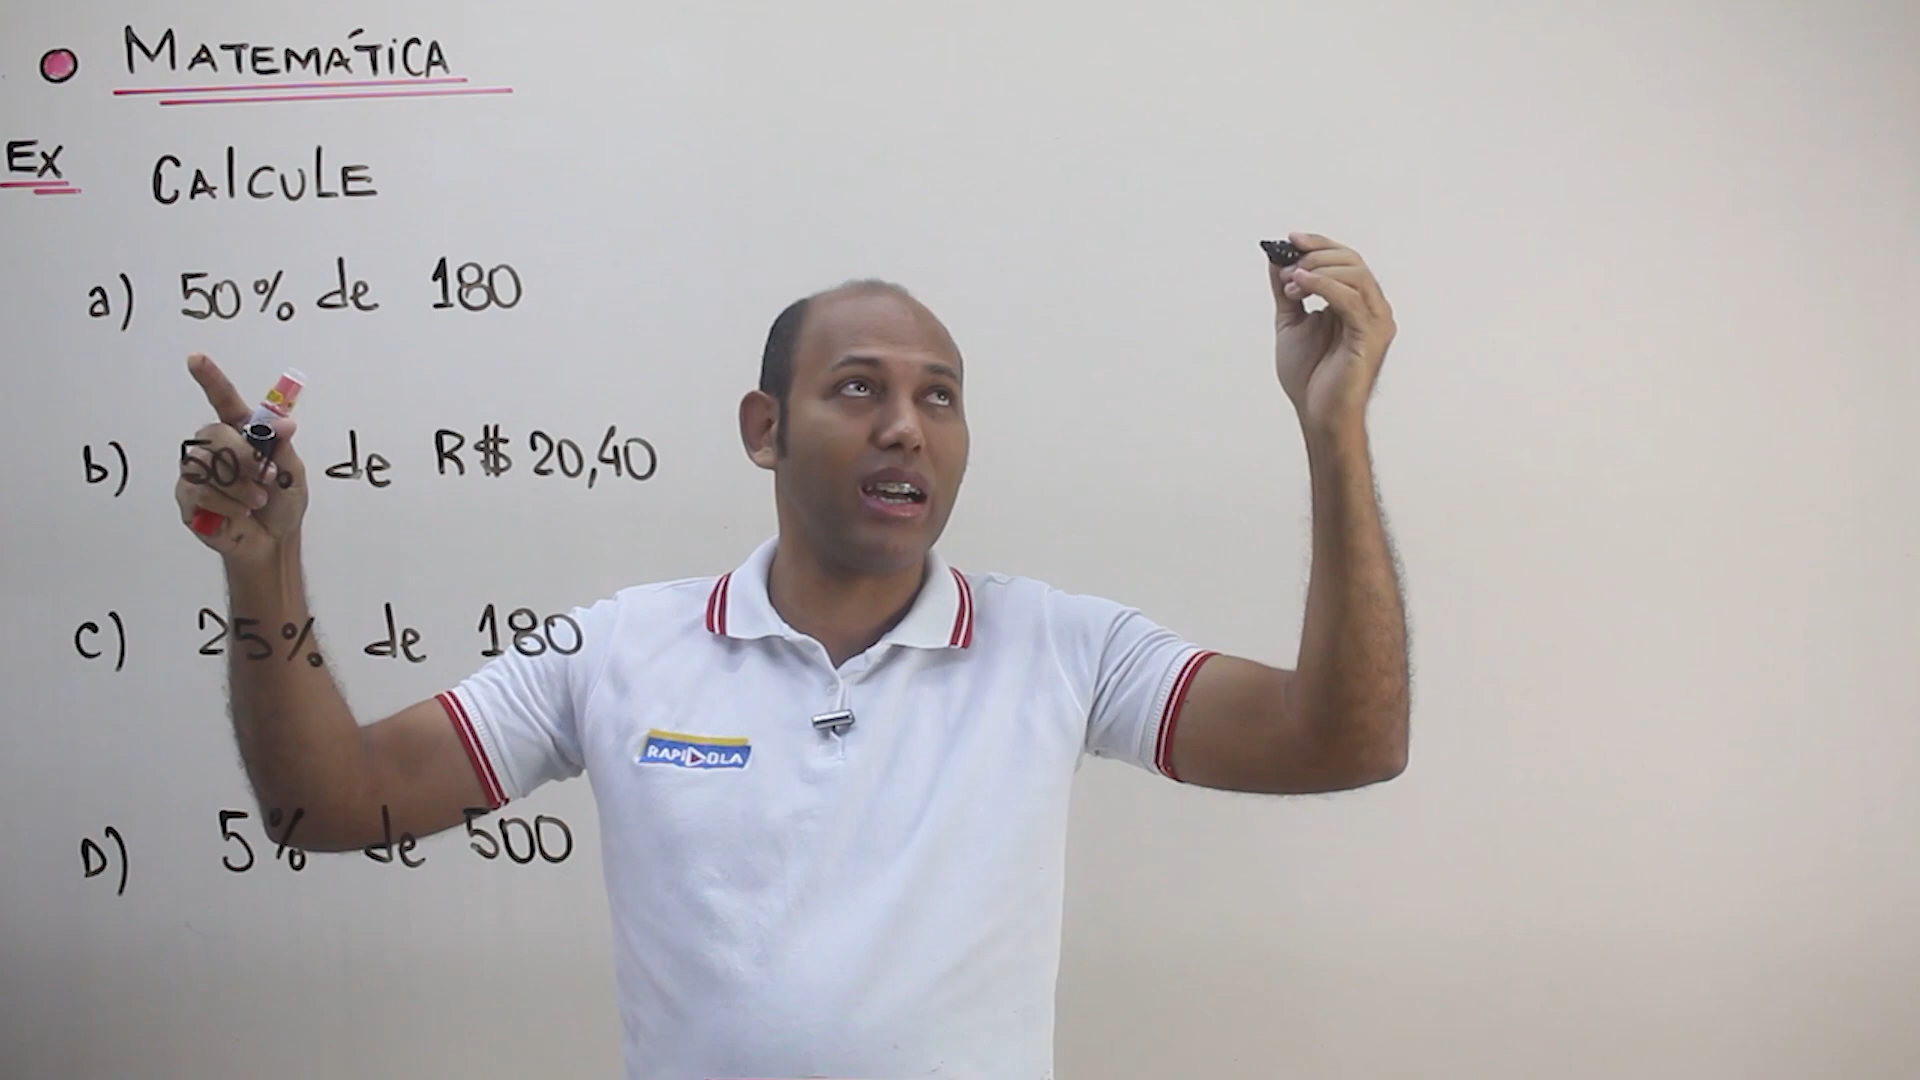 MATEMÁTICA
Ex CAlCULE
a) 50% de 180
b) 50% de R$ 20,40
c) 25% de 180
D) 5% de 500
RAPIDOLA